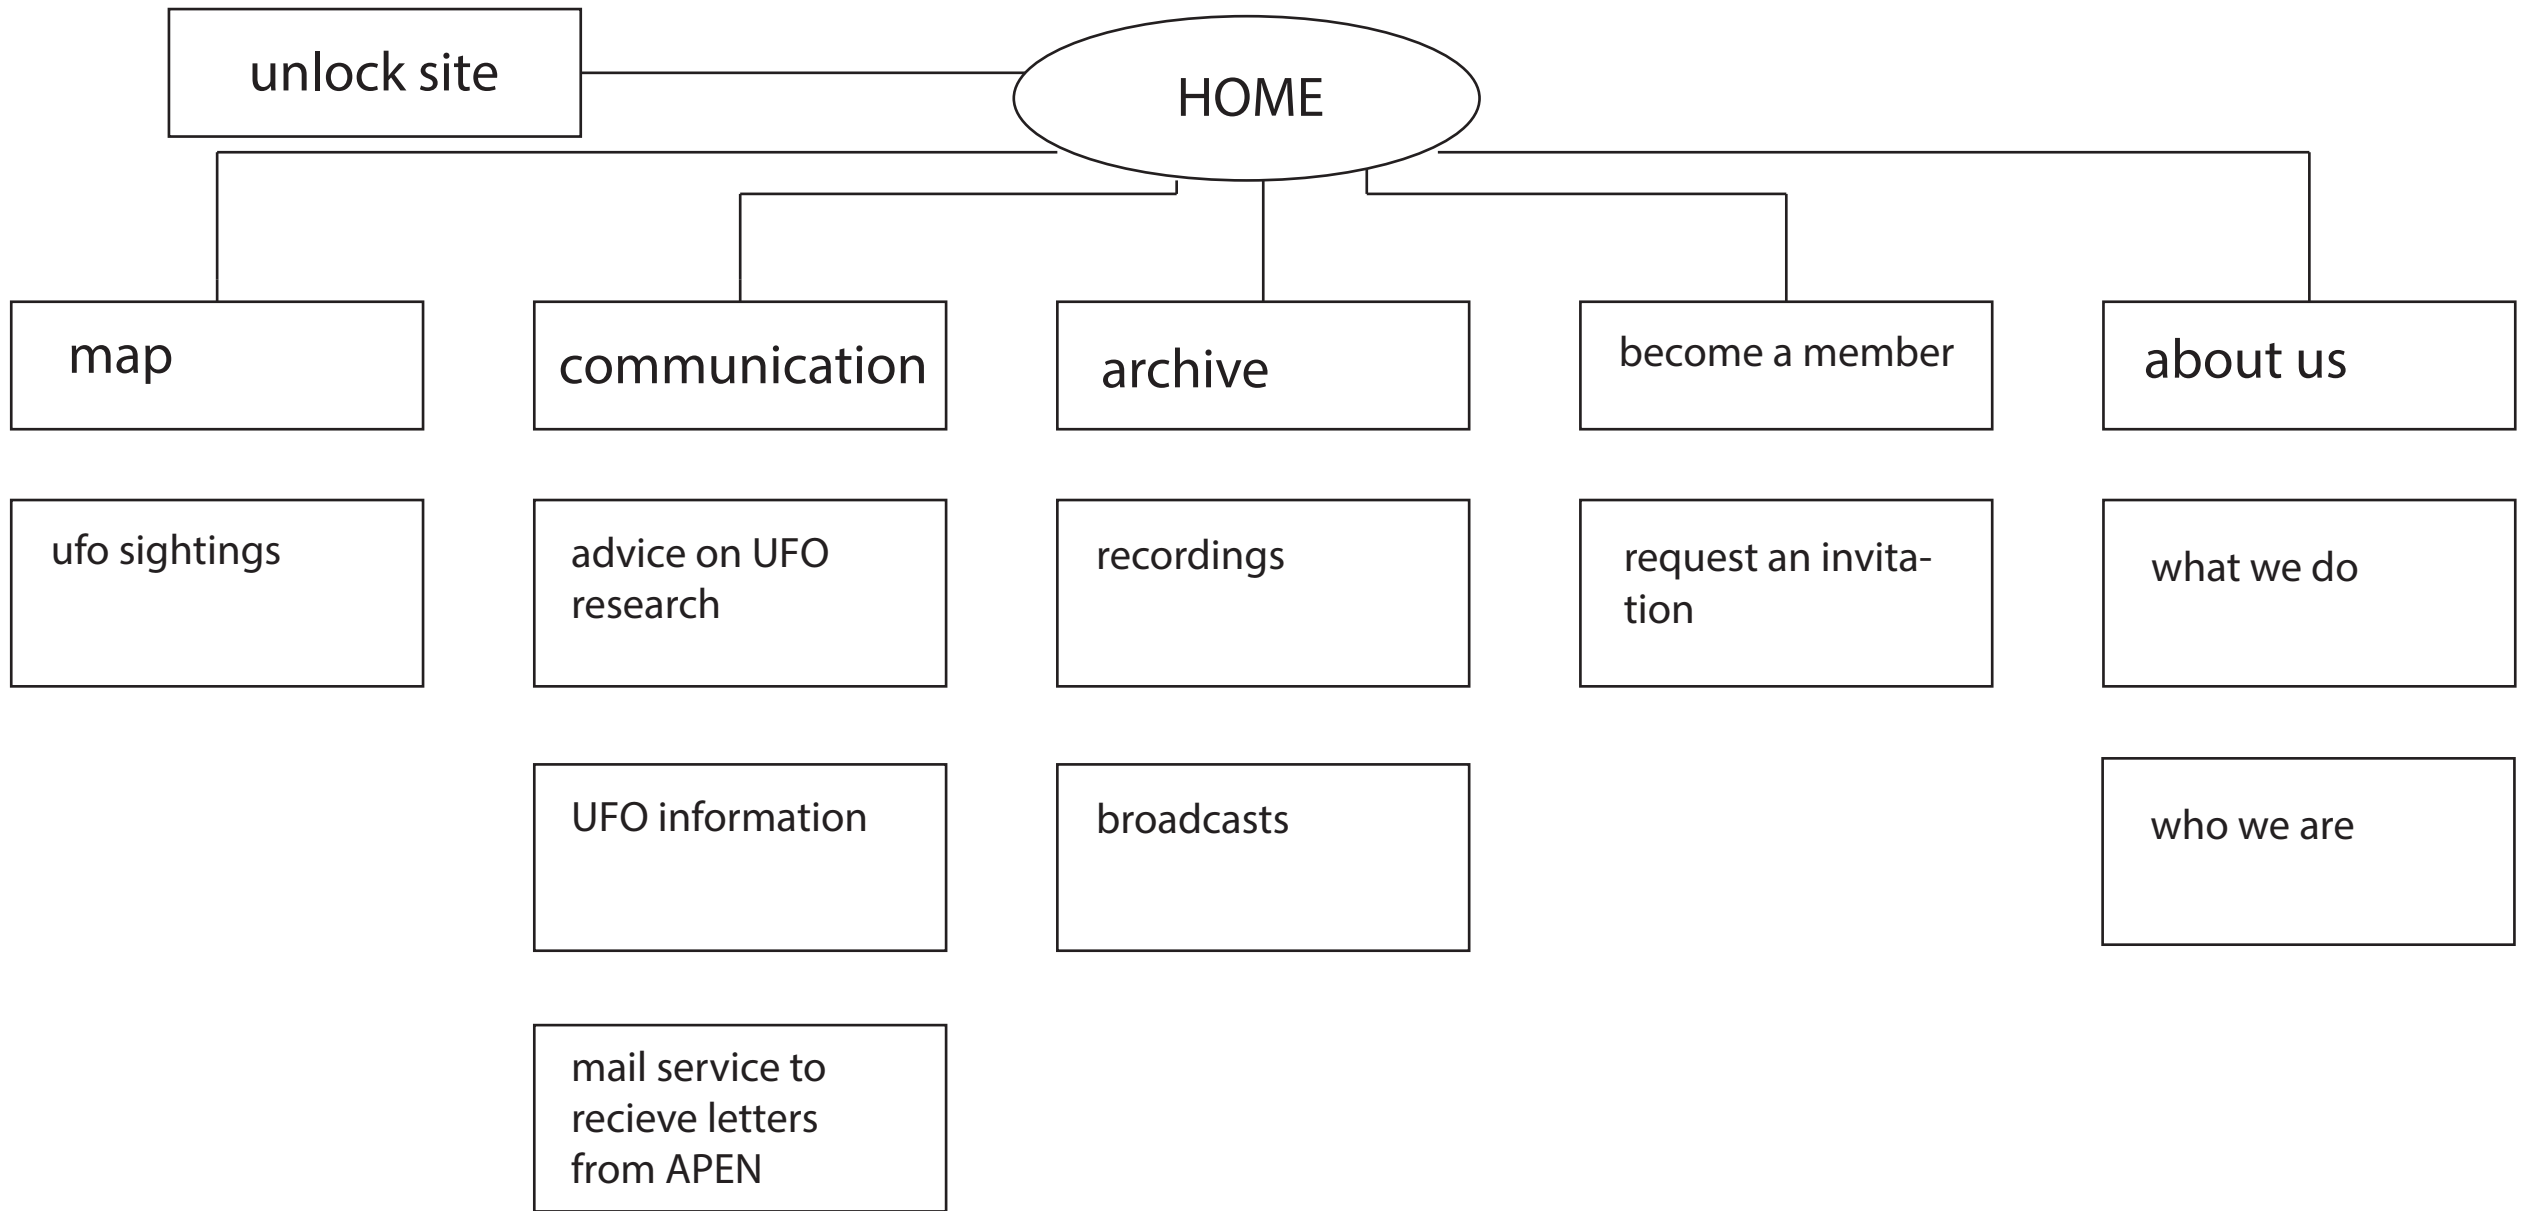 unlock site
HOME
map
communication
archive
become a member
about us
ufo sightings
advice on UFO
research
recordings
request an invita-
tion
what we do
UFO information
broadcasts
who we are
mail service to
recieve letters
from APEN